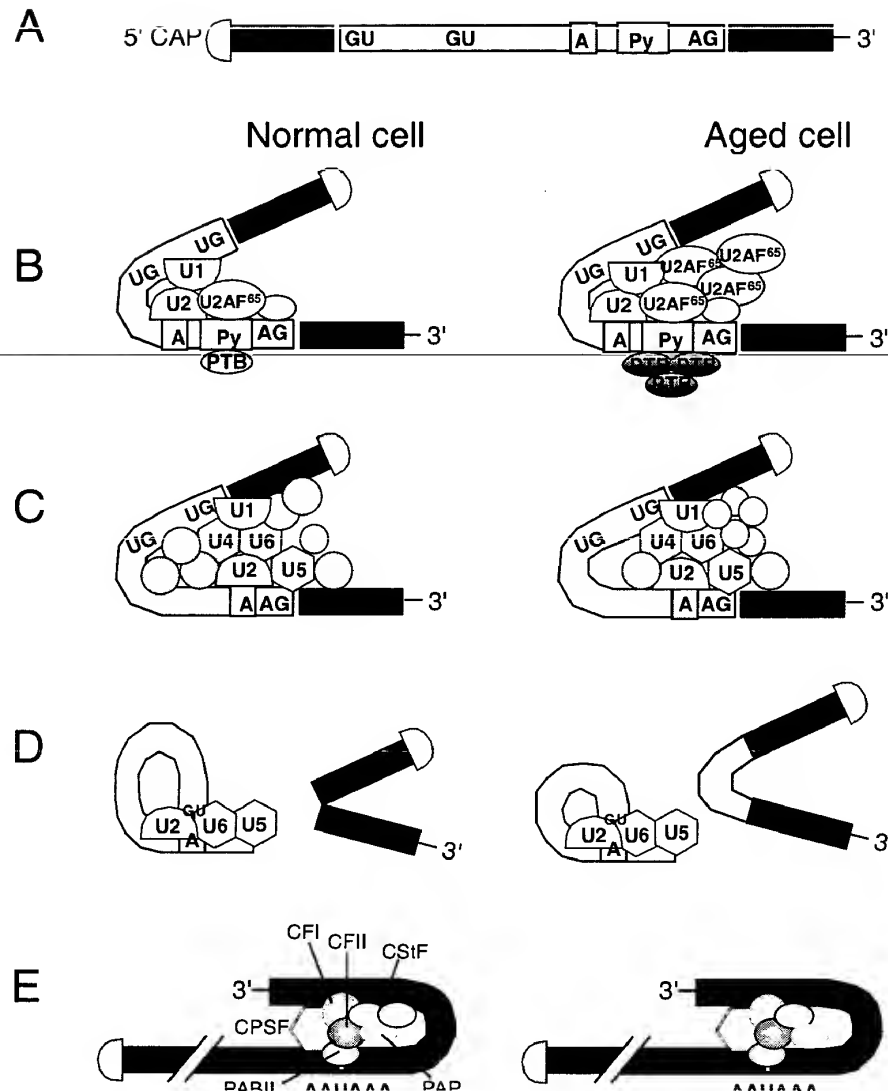 A
5' CAP GU GU A Py AG 3'
Normal cell Aged cell
B
UG UG
UG UG
U1 U1 U2AF65 U2AF65
U2AF65
U2 U2AF65 U2 U2AF65
A Py AG 3' A Py AG 3'
PTB PTB PTB
PTB
C
UG U1 UG U1
UG U4 U6 UG U4 U6
U2 U5 U2 U5
A AG 3' A AG 3'
D
GU GU
U2 U6 U5 U2 U6 U5
A A
3' 3'
CFI CFII CStF
E
3' 3'
CPSF
PABII AAUAAA PAP AAUAAA